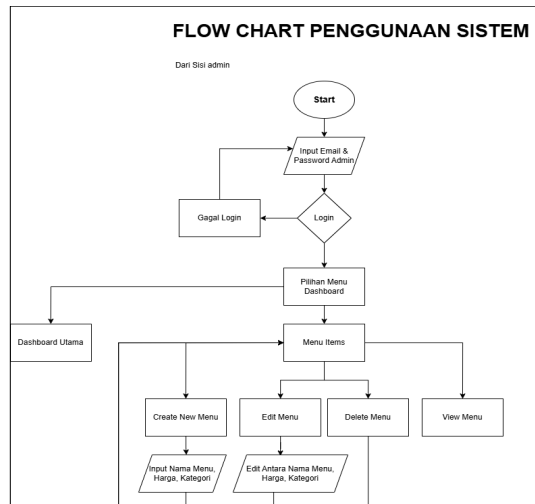 FLOW CHART PENGGUNAAN SISTEM
Dari Sisi admin
Start
Input Email &
Password Admin
Gagal Login
Login
Pilihan Menu
Dashboard
Dashboard Utama
Menu Items
Create New Menu
Edit Menu
Delete Menu
View Menu
Input Nama Menu,
Harga, Kategori
Edit Antara Nama Menu,
Harga, Kategori